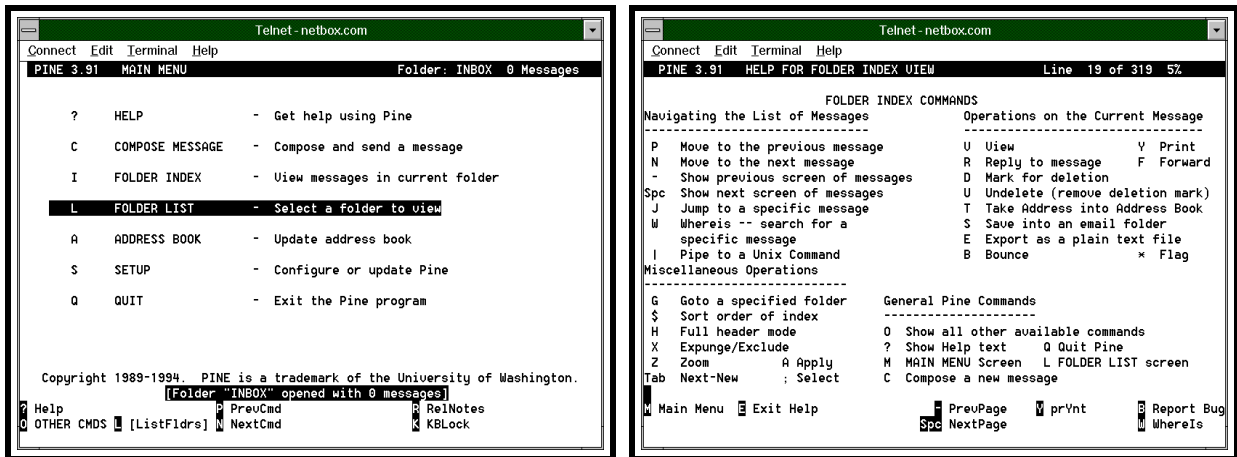 Telnet - netbox.com
Connect Edit Terminal Help
PINE 3.91 MAIN MENU Folder: INBOX 0 Messages
? HELP - Get help using Pine
C COMPOSE MESSAGE - Compose and send a message
I FOLDER INDEX - View messages in current folder
L FOLDER LIST - Select a folder to view
A ADDRESS BOOK - Update address book
S SETUP - Configure or update Pine
Q QUIT - Exit the Pine program
Copyright 1989-1994. PINE is a trademark of the University of Washington.
[Folder "INBOX" opened with 0 messages]
? Help P PrevCmd R RelNotes
O OTHER CMDS L [ListFldrs] N NextCmd K KBLock
Telnet - netbox.com
Connect Edit Terminal Help
PINE 3.91 HELP FOR FOLDER INDEX VIEW Line 19 of 319 5%
FOLDER INDEX COMMANDS
Navigating the List of Messages Operations on the Current Message
------------------------------- ---------------------------------
P Move to the previous message V View Y Print
N Move to the next message R Reply to message F Forward
- Show previous screen of messages D Mark for deletion
Spc Show next screen of messages U Undelete (remove deletion mark)
J Jump to a specific message T Take Address into Address Book
W Whereis -- search for a S Save into an email folder
specific message E Export as a plain text file
| Pipe to a Unix Command B Bounce * Flag
Miscellaneous Operations
----------------------------
G Goto a specified folder General Pine Commands
$ Sort order of index ---------------------
H Full header mode O Show all other available commands
X Expunge/Exclude ? Show Help text Q Quit Pine
Z Zoom A Apply M MAIN MENU Screen L FOLDER LIST screen
Tab Next-New ; Select C Compose a new message
M Main Menu E Exit Help - PrevPage Y prYnt B Report Bug
Spc NextPage W WhereIs